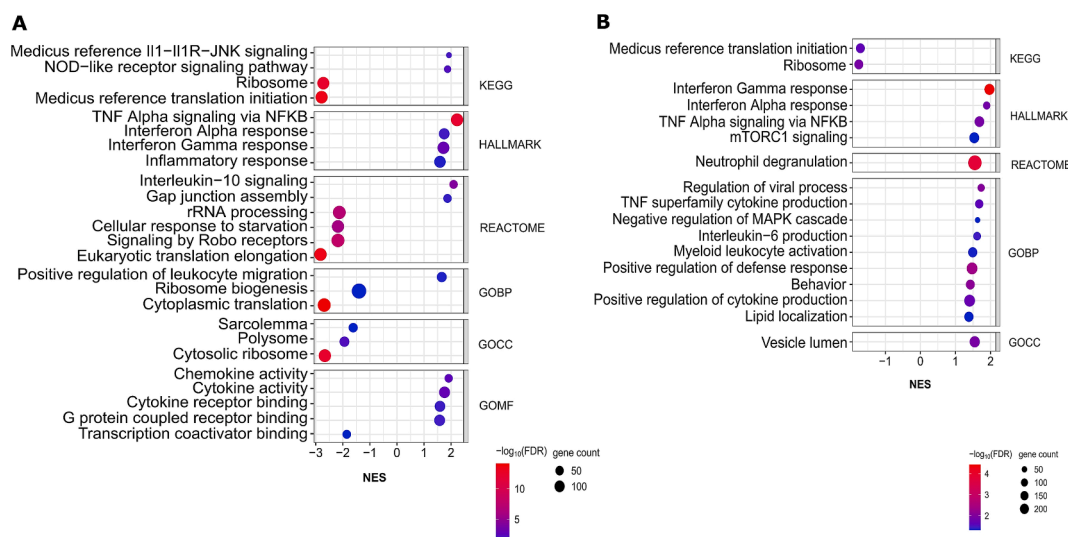 A
Medicus reference Il1-Il1R-JNK signaling
NOD-like receptor signaling pathway
Ribosome
Medicus reference translation initiation
KEGG
TNF Alpha signaling via NFKB
Interferon Alpha response
Interferon Gamma response
Inflammatory response
HALLMARK
Interleukin-10 signaling
Gap junction assembly
rRNA processing
Cellular response to starvation
Signaling by Robo receptors
Eukaryotic translation elongation
REACTOME
Positive regulation of leukocyte migration
Ribosome biogenesis
Cytoplasmic translation
GOBP
Sarcolemma
Polysome
Cytosolic ribosome
GOCC
Chemokine activity
Cytokine activity
Cytokine receptor binding
G protein coupled receptor binding
Transcription coactivator binding
GOMF
−3 −2 −1 0 1 2
NES
−log10(FDR)
10
5
gene count
50
100
B
Medicus reference translation initiation
Ribosome
KEGG
Interferon Gamma response
Interferon Alpha response
TNF Alpha signaling via NFKB
mTORC1 signaling
HALLMARK
Neutrophil degranulation
REACTOME
Regulation of viral process
TNF superfamily cytokine production
Negative regulation of MAPK cascade
Interleukin-6 production
Myeloid leukocyte activation
Positive regulation of defense response
Behavior
Positive regulation of cytokine production
Lipid localization
GOBP
Vesicle lumen
GOCC
−1 0 1 2
NES
−log10(FDR)
4
3
2
gene count
50
100
150
200